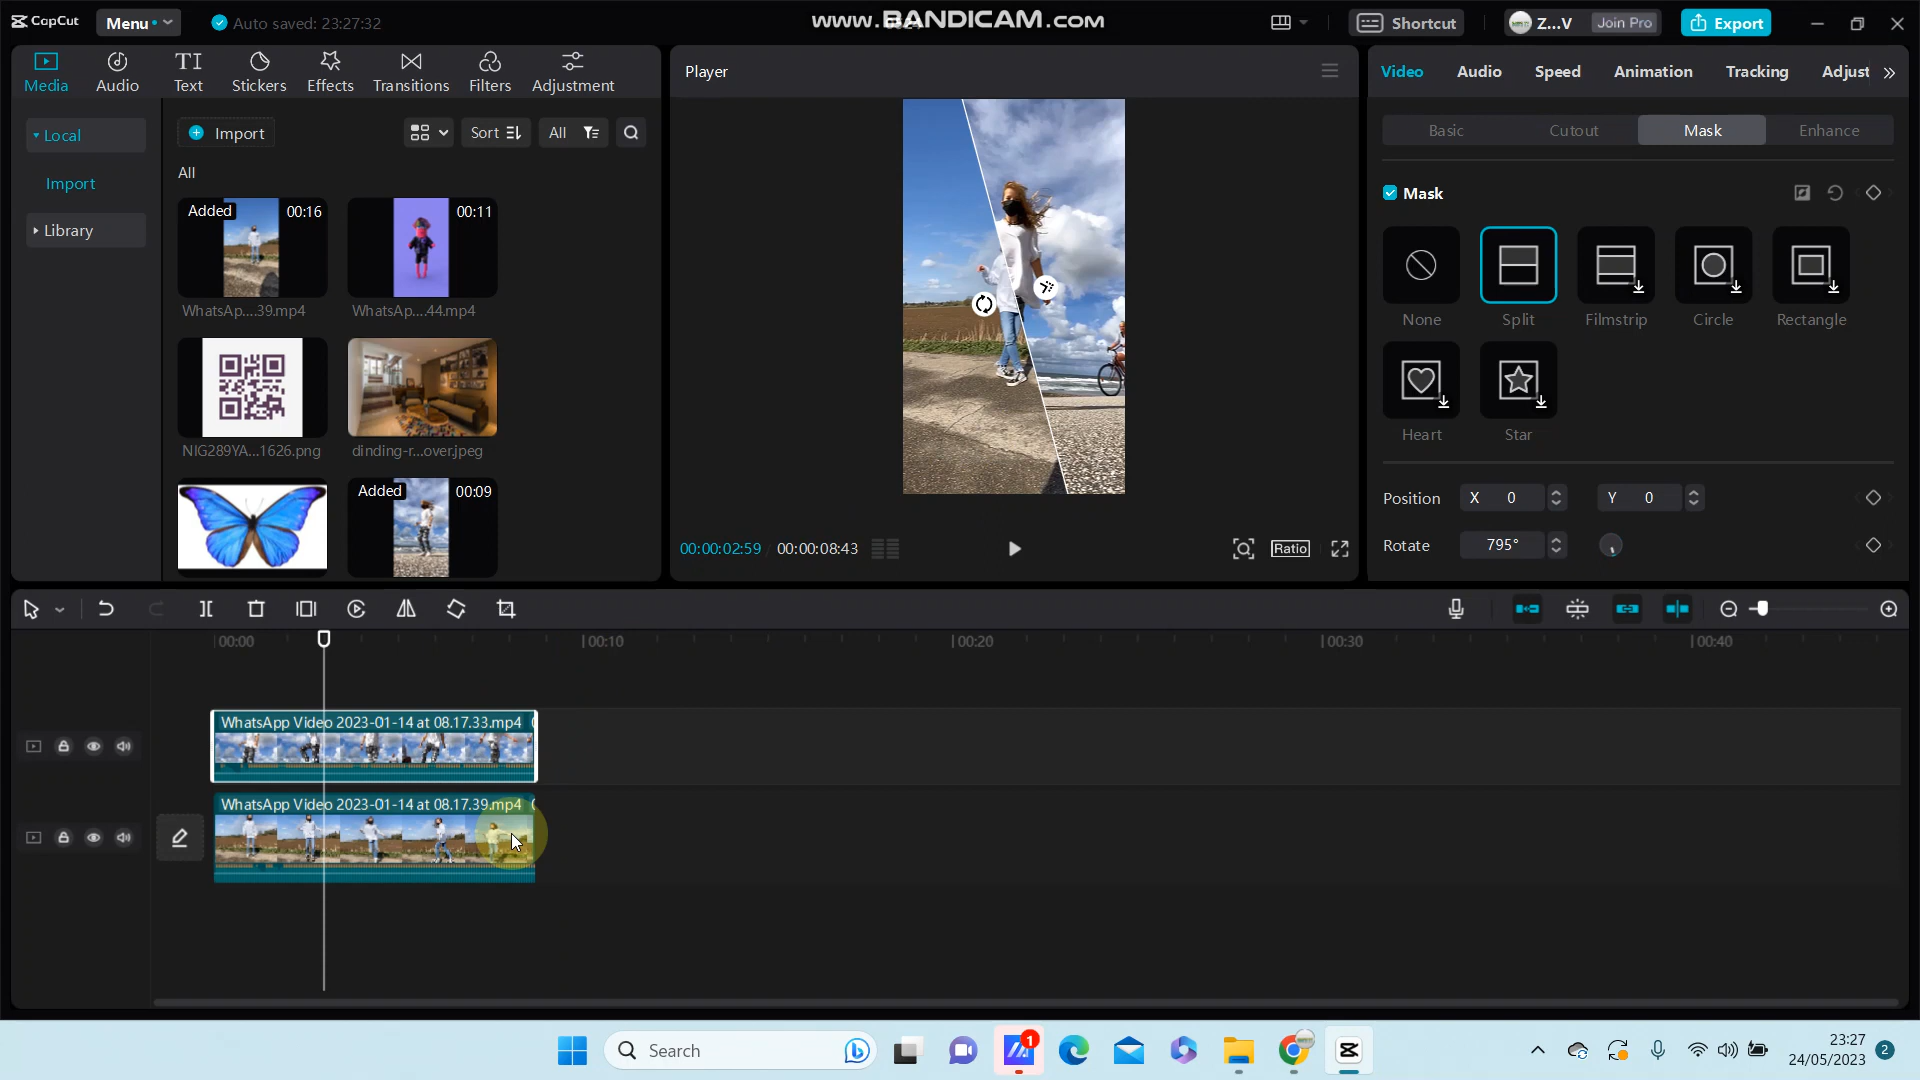 CapCut
Menu
Auto saved: 23:27:32
www.BANDICAM.com
Shortcut
Z...V
Join Pro
Export
Media
Audio
Text
Stickers
Effects
Transitions
Filters
Adjustment
Local
Import
Library
Import
Sort
All
All
Added
00:16
WhatsAp....39.mp4
00:11
WhatsAp....44.mp4
NIG289YA...1626.png
dinding-r...over.jpeg
Added
00:09
Player
00:00:02:59
00:00:08:43
Ratio
Video
Audio
Speed
Animation
Tracking
Adjust
Basic
Cutout
Mask
Enhance
Mask
None
Split
Filmstrip
Circle
Rectangle
Heart
Star
Position
X 0
Y 0
Rotate
795°
00:00
00:10
00:20
00:30
00:40
WhatsApp Video 2023-01-14 at 08.17.33.mp4
WhatsApp Video 2023-01-14 at 08.17.39.mp4
Search
1
23:27
24/05/2023
2